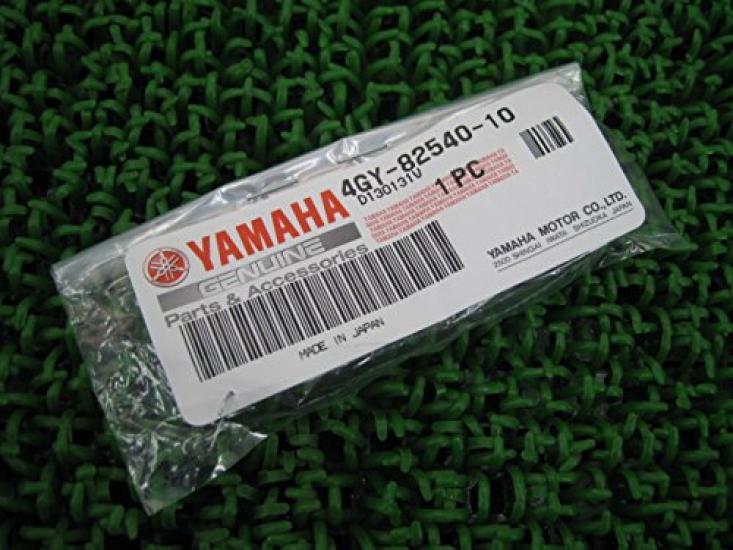 YAMAHA
GENUINE
Parts & Accessories
4GY-82540-10
D130131V
1 PC
MADE IN JAPAN
YAMAHA MOTOR CO.,LTD.
2500 SHINGAI IWATA SHIZUOKA JAPAN